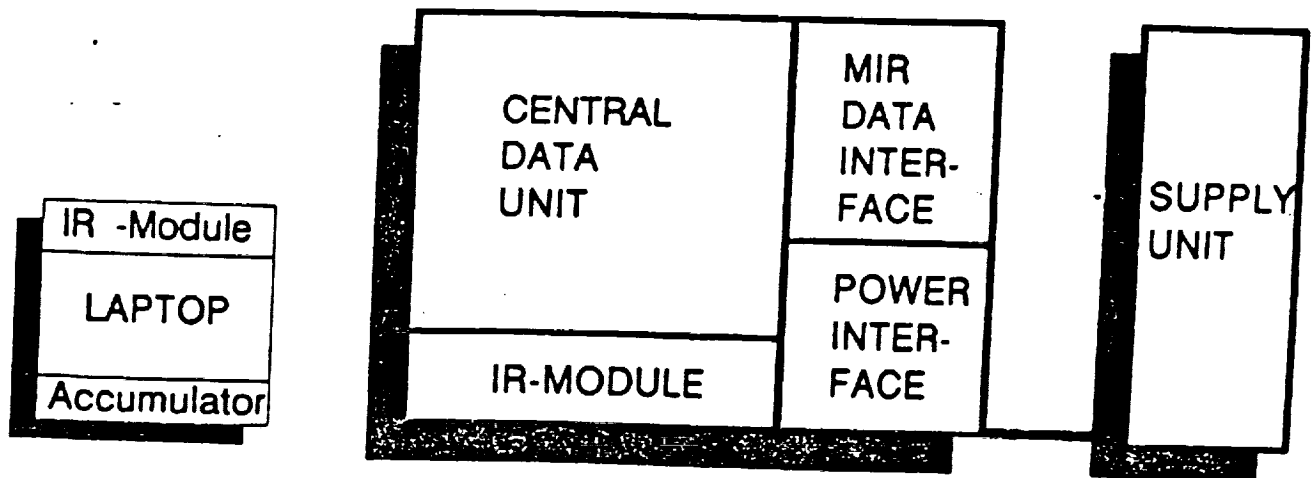 IR -Module
LAPTOP
Accumulator
CENTRAL
DATA
UNIT
IR-MODULE
MIR
DATA
INTER-
FACE
POWER
INTER-
FACE
SUPPLY
UNIT